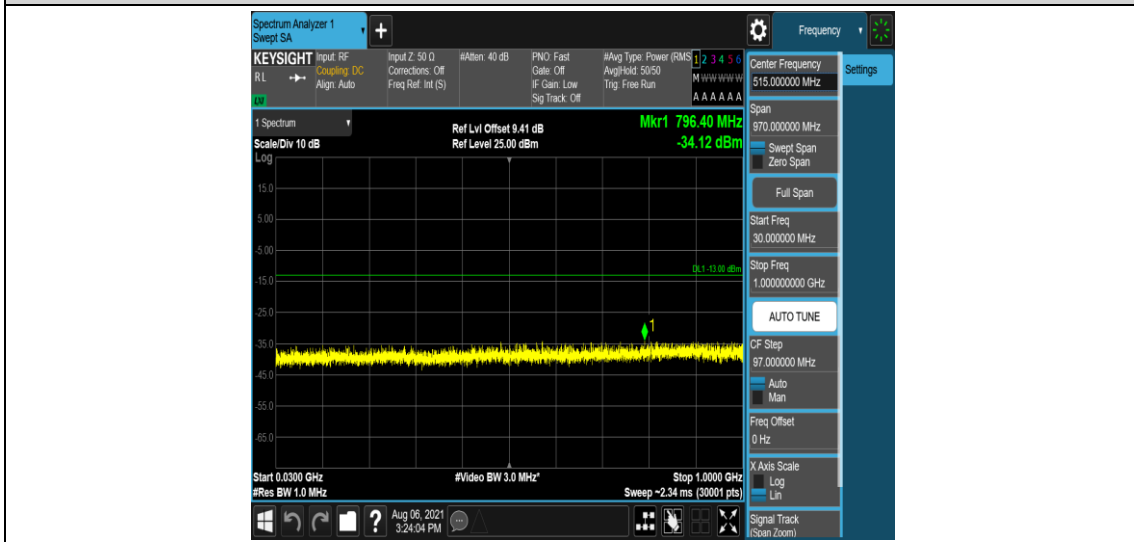 Spectrum Analyzer 1
Swept SA
Frequency
KEYSIGHT
RL
LXI
Input: RF
Coupling: DC
Align: Auto
Input Z: 50 Ω
Corrections: Off
Freq Ref: Int (S)
#Atten: 40 dB
PNO: Fast
Gate: Off
IF Gain: Low
Sig Track: Off
#Avg Type: Power (RMS
Avg|Hold: 50/50
Trig: Free Run
1 2 3 4 5 6
M W W W W W
A A A A A A
1 Spectrum
Scale/Div 10 dB
Log
Ref Lvl Offset 9.41 dB
Ref Level 25.00 dBm
Mkr1 796.40 MHz
-34.12 dBm
15.0
5.00
-5.00
DL1 -13.00 dBm
-15.0
-25.0
1
-35.0
-45.0
-55.0
-65.0
Start 0.0300 GHz
#Res BW 1.0 MHz
#Video BW 3.0 MHz*
Stop 1.0000 GHz
Sweep ~2.34 ms (30001 pts)
Aug 06, 2021
3:24:04 PM
Center Frequency
515.000000 MHz
Settings
Span
970.000000 MHz
Swept Span
Zero Span
Full Span
Start Freq
30.000000 MHz
Stop Freq
1.000000000 GHz
AUTO TUNE
CF Step
97.000000 MHz
Auto
Man
Freq Offset
0 Hz
X Axis Scale
Log
Lin
Signal Track
(Span Zoom)